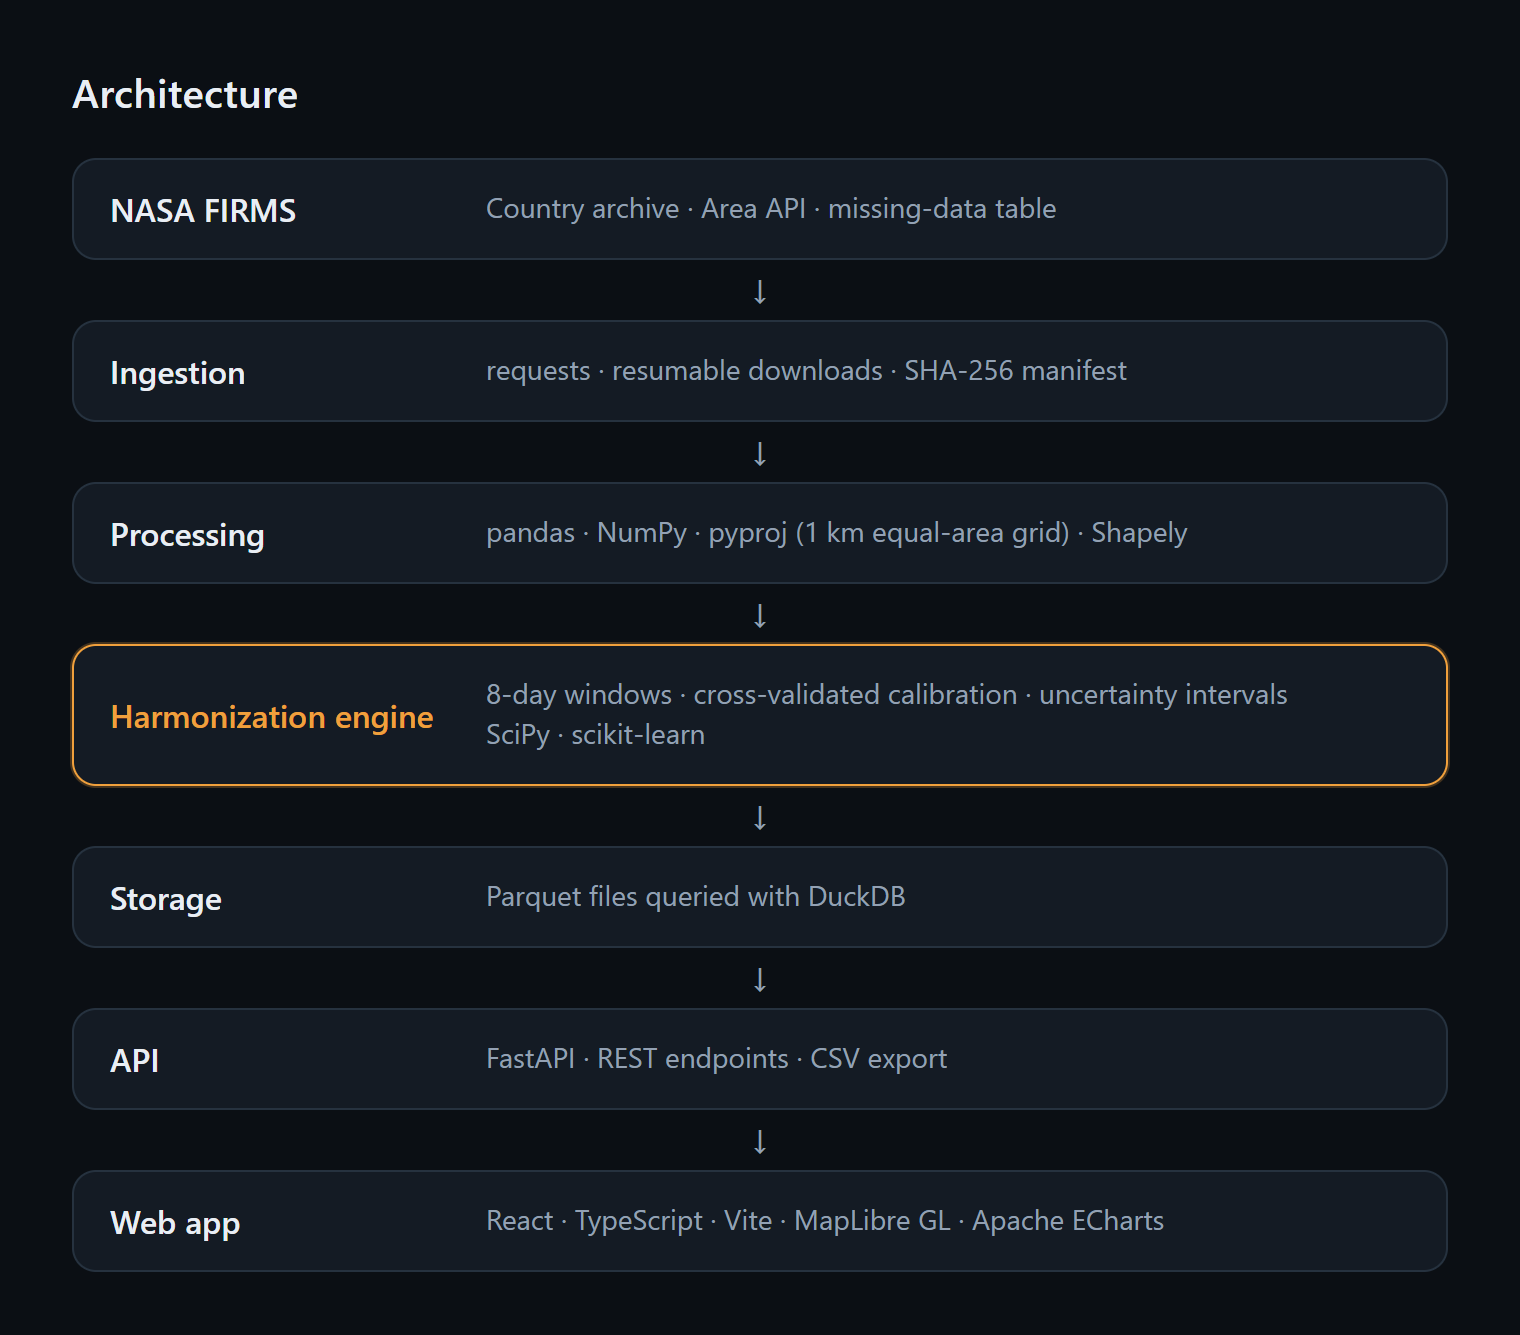 Architecture
NASA FIRMS
Country archive · Area API · missing-data table
↓
Ingestion
requests · resumable downloads · SHA-256 manifest
↓
Processing
pandas · NumPy · pyproj (1 km equal-area grid) · Shapely
↓
Harmonization engine
8-day windows · cross-validated calibration · uncertainty intervals
SciPy · scikit-learn
↓
Storage
Parquet files queried with DuckDB
↓
API
FastAPI · REST endpoints · CSV export
↓
Web app
React · TypeScript · Vite · MapLibre GL · Apache ECharts